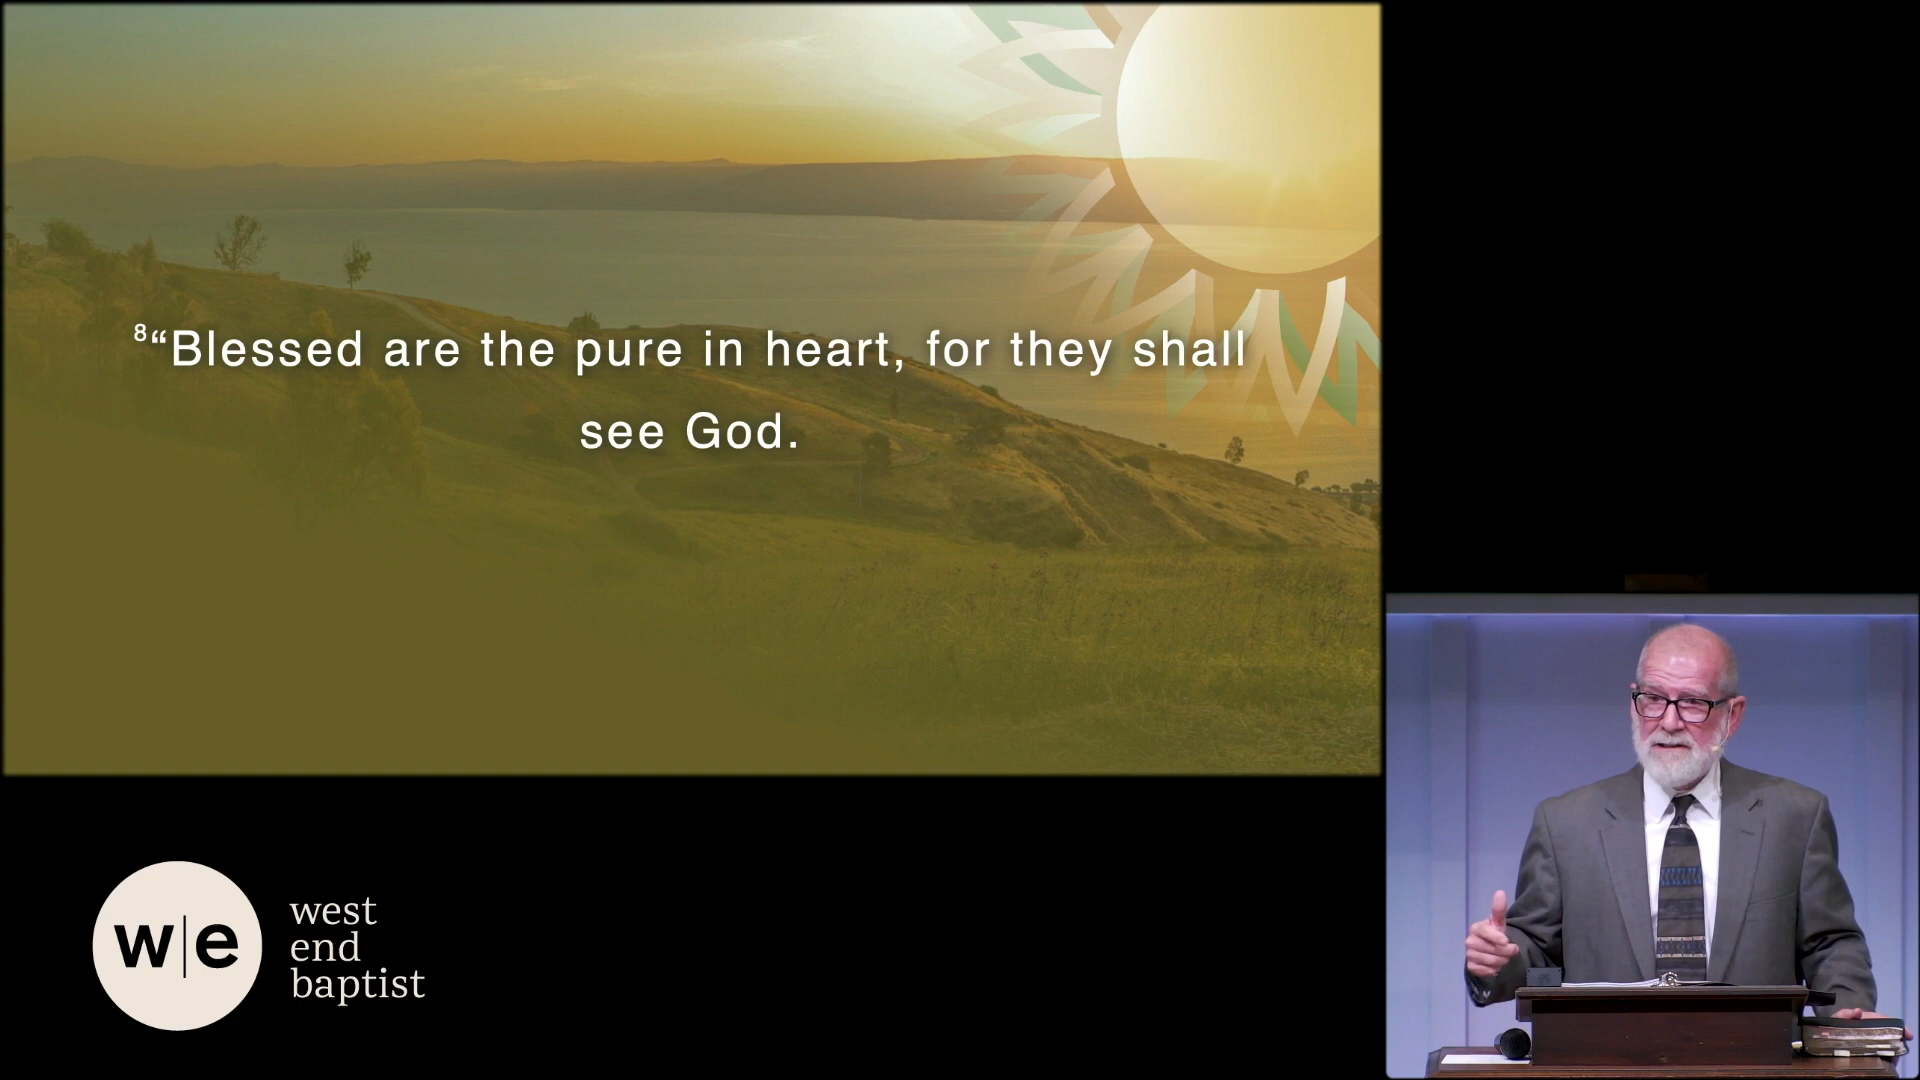 8“Blessed are the pure in heart, for they shall
see God.
w|e
west
end
baptist